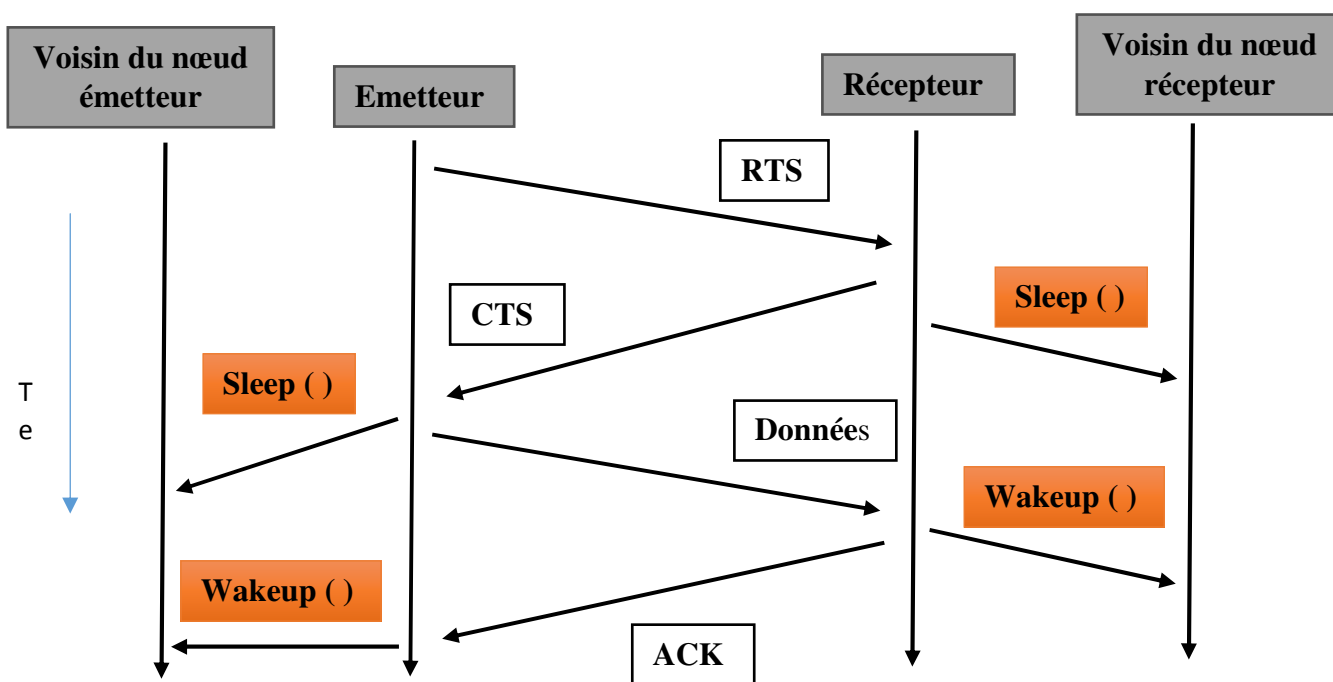 Voisin du nœud
émetteur
Emetteur
Récepteur
Voisin du nœud
récepteur
RTS
CTS
Sleep ( )
Sleep ( )
T
e
Données
Wakeup ( )
Wakeup ( )
ACK